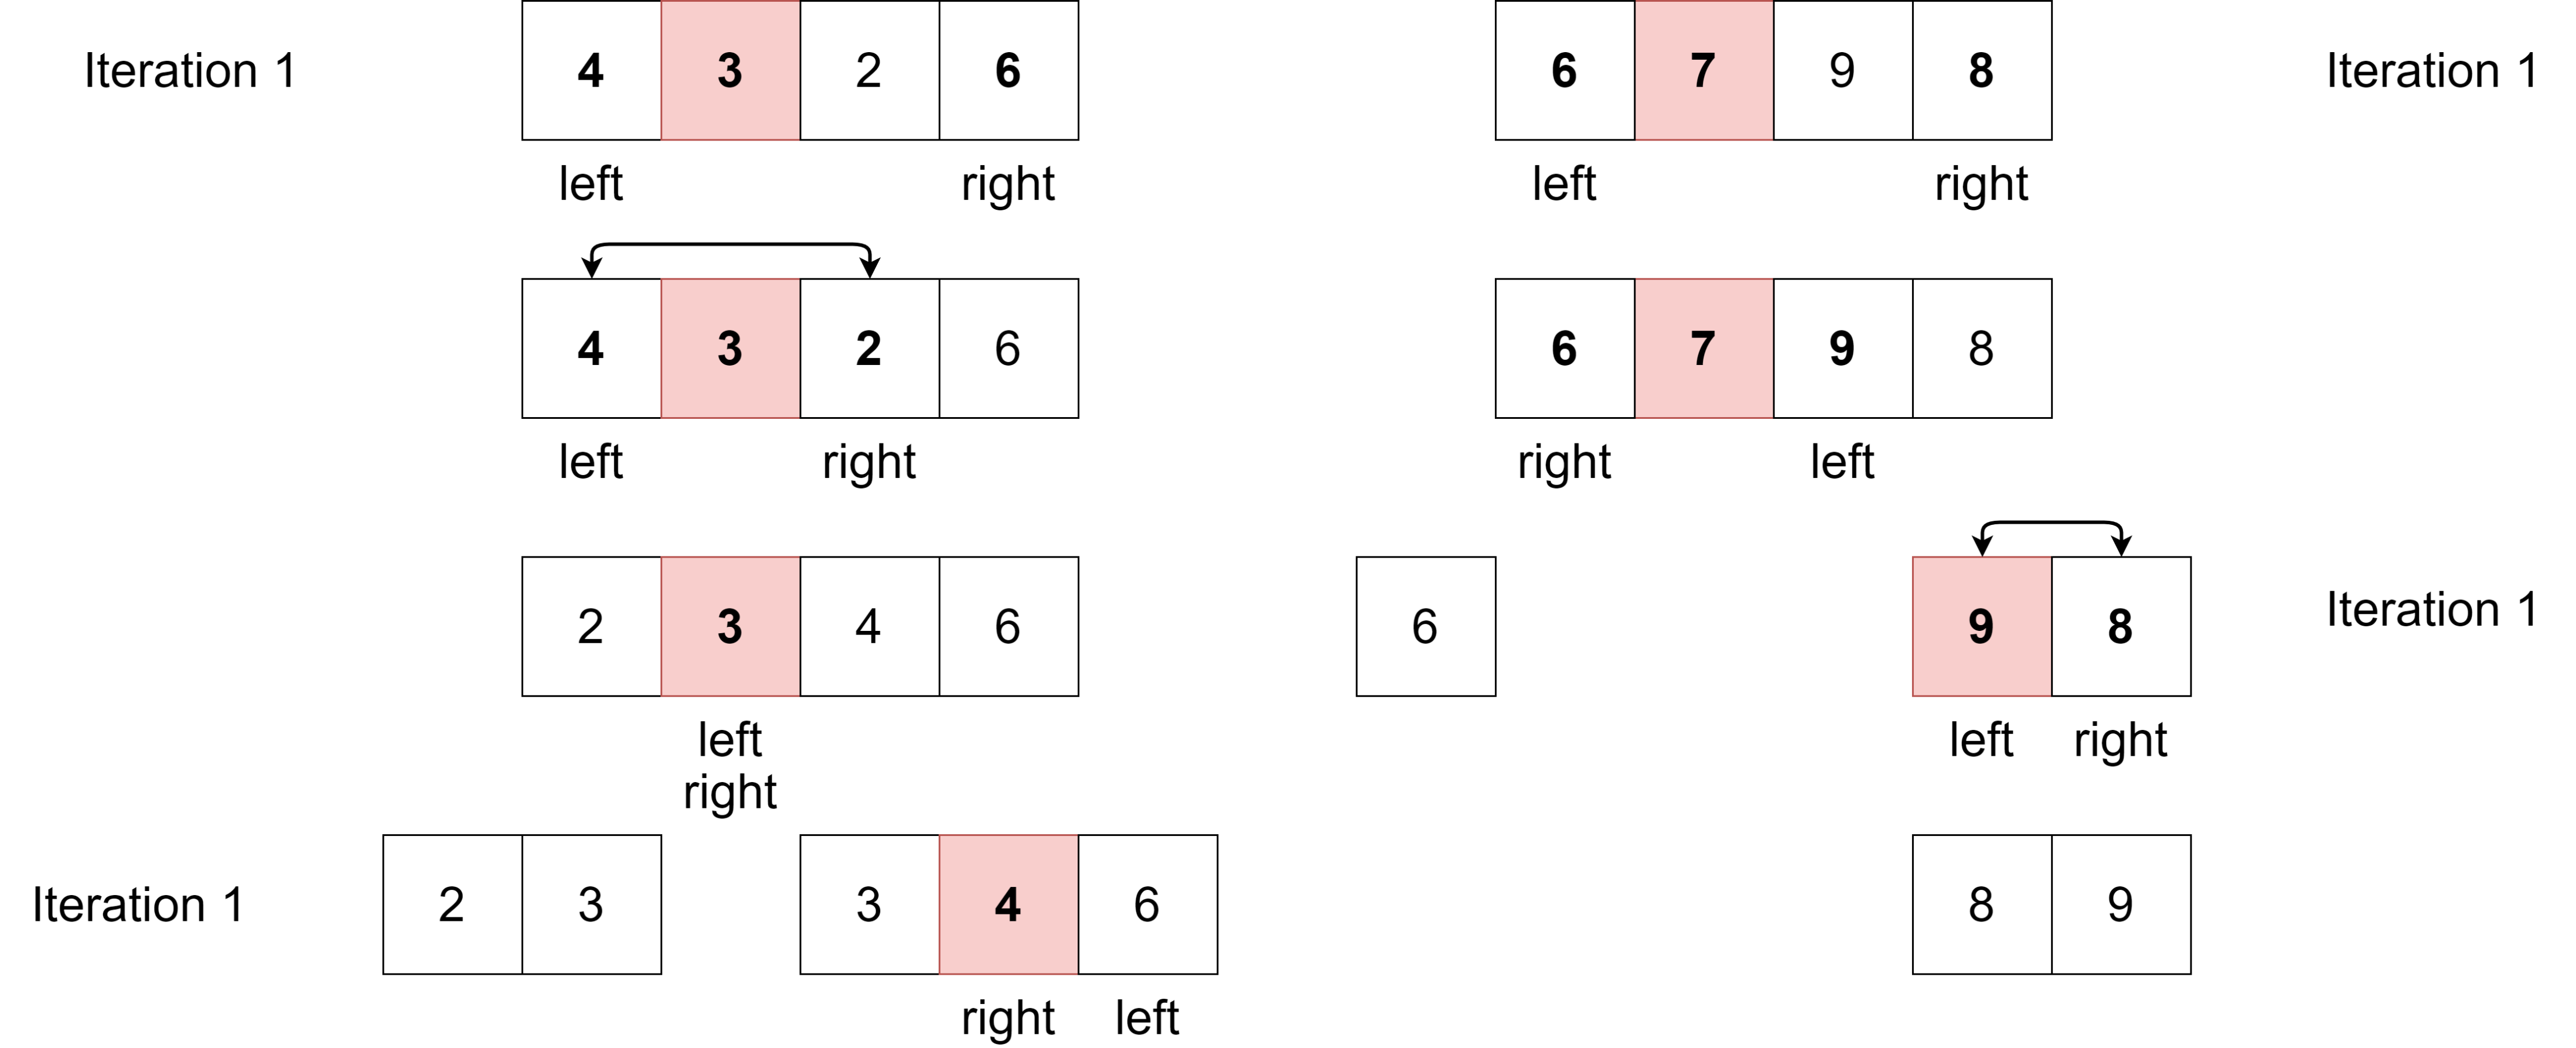 Iteration 1 4 3 2 6 6 7 9 8 Iteration 1
left right left right
4 3 2 6 6 7 9 8
left right right left
2 3 4 6 6 9 8 Iteration 1
left left right
right
Iteration 1 2 3 3 4 6 8 9
right left